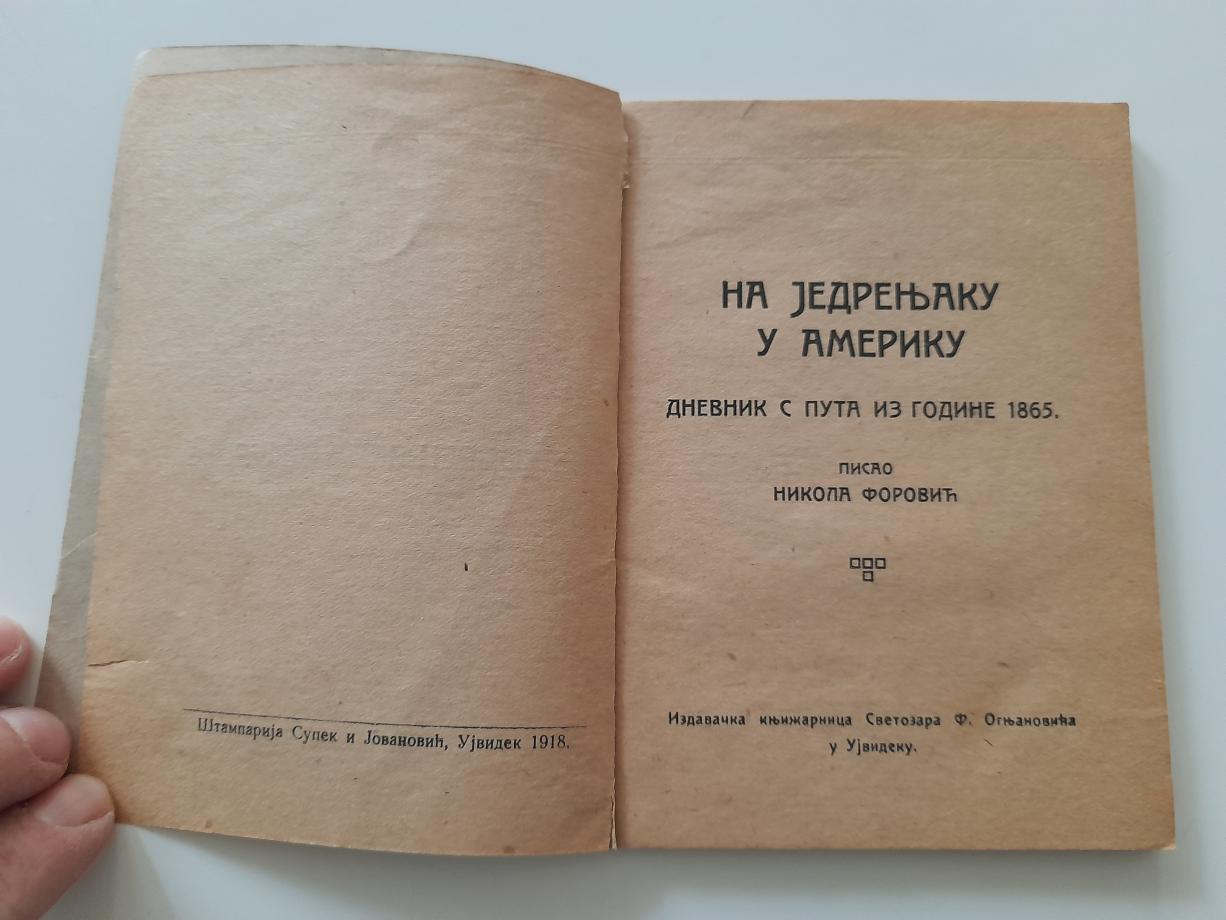 Штампарија Супек и Јовановић, Ујвидек 1918.
НА ЈЕДРЕЊАКУ
У АМЕРИКУ
ДНЕВНИК С ПУТА ИЗ ГОДИНЕ 1865.
ПИСАО
НИКОЛА ФОРОВИЋ
Издавачка књижарница Светозара Ф. Огњановића
у Ујвидеку.